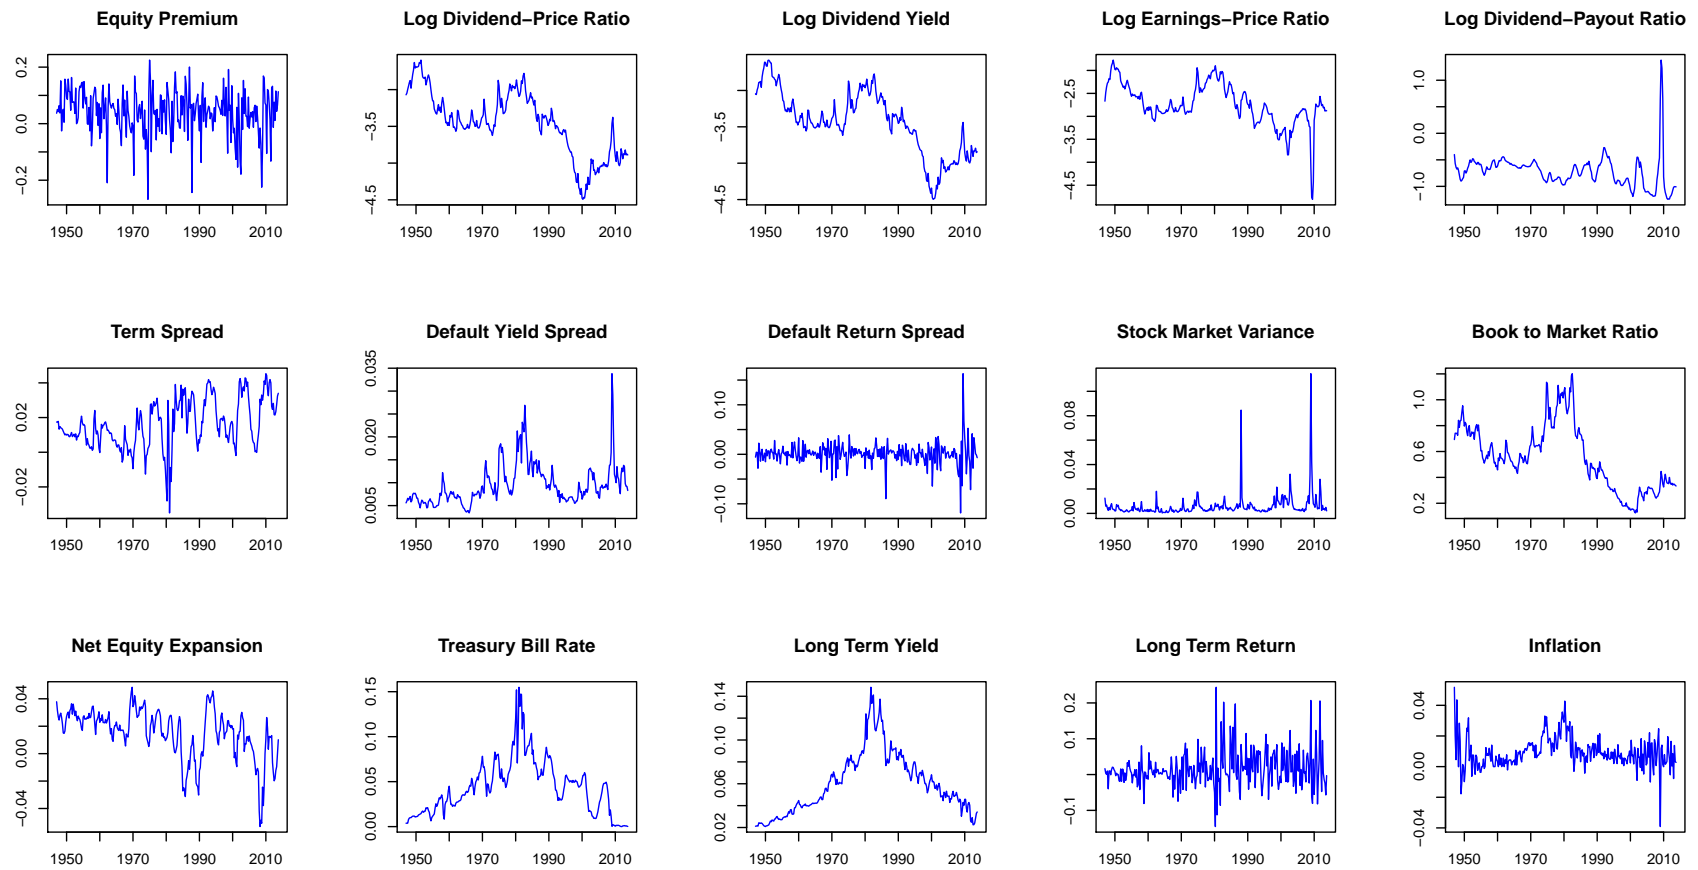 Equity Premium
0.2
0.0
−0.2
1950 1970 1990 2010
Log Dividend−Price Ratio
−3.5
−4.5
1950 1970 1990 2010
Log Dividend Yield
−3.5
−4.5
1950 1970 1990 2010
Log Earnings−Price Ratio
−2.5
−3.5
−4.5
1950 1970 1990 2010
Log Dividend−Payout Ratio
1.0
0.0
−1.0
1950 1970 1990 2010
Term Spread
0.02
−0.02
1950 1970 1990 2010
Default Yield Spread
0.035
0.020
0.005
1950 1970 1990 2010
Default Return Spread
0.10
0.00
−0.10
1950 1970 1990 2010
Stock Market Variance
0.08
0.04
0.00
1950 1970 1990 2010
Book to Market Ratio
1.0
0.6
0.2
1950 1970 1990 2010
Net Equity Expansion
0.04
0.00
−0.04
1950 1970 1990 2010
Treasury Bill Rate
0.15
0.10
0.05
0.00
1950 1970 1990 2010
Long Term Yield
0.14
0.10
0.06
0.02
1950 1970 1990 2010
Long Term Return
0.2
0.1
−0.1
1950 1970 1990 2010
Inflation
0.04
0.00
−0.04
1950 1970 1990 2010